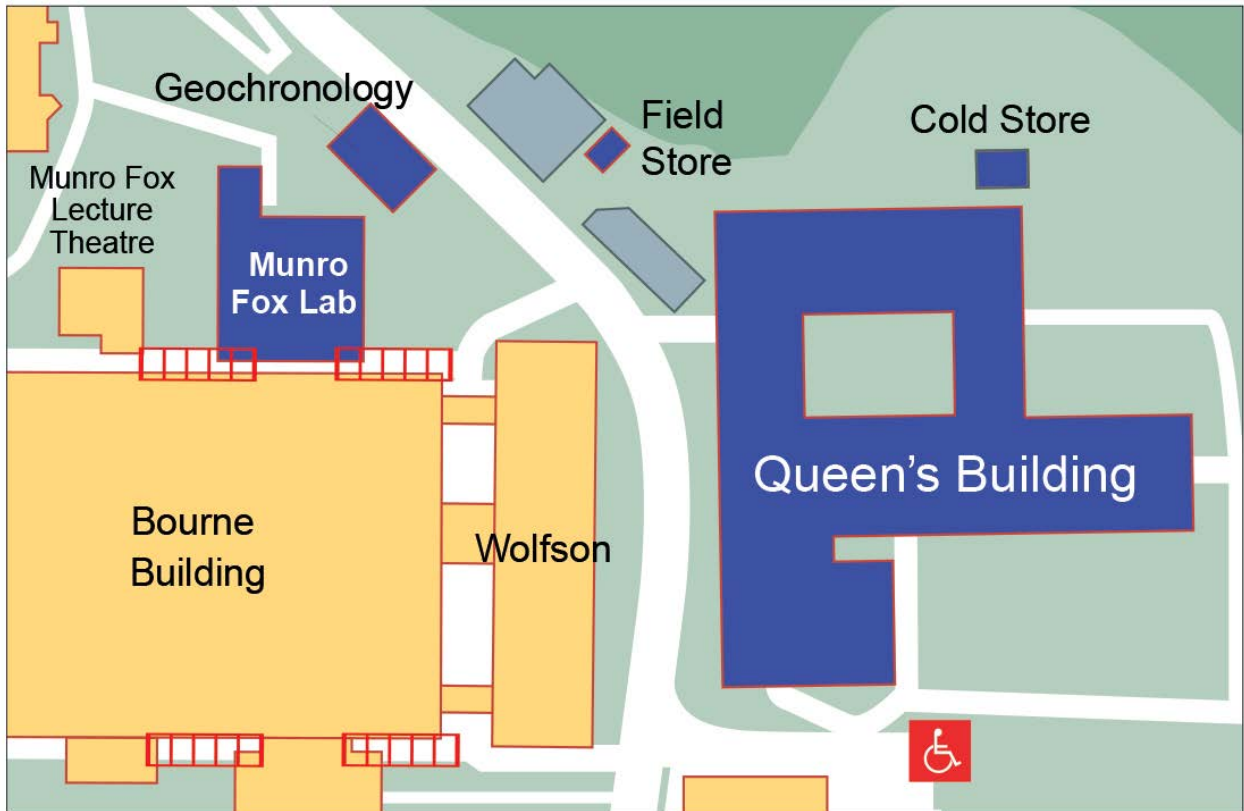 Geochronology
Field
Store
Cold Store
Munro Fox
Lecture
Theatre
Munro
Fox Lab
Queen's Building
Bourne
Building
Wolfson